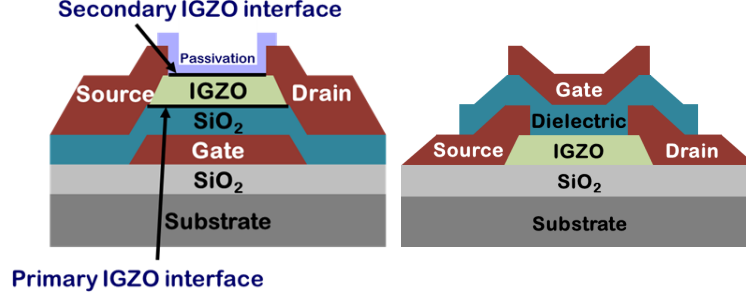 Secondary IGZO interface
Passivation
Source IGZO Drain
SiO₂
Gate
SiO₂
Substrate
Primary IGZO interface
Gate
Dielectric
Source IGZO Drain
SiO₂
Substrate